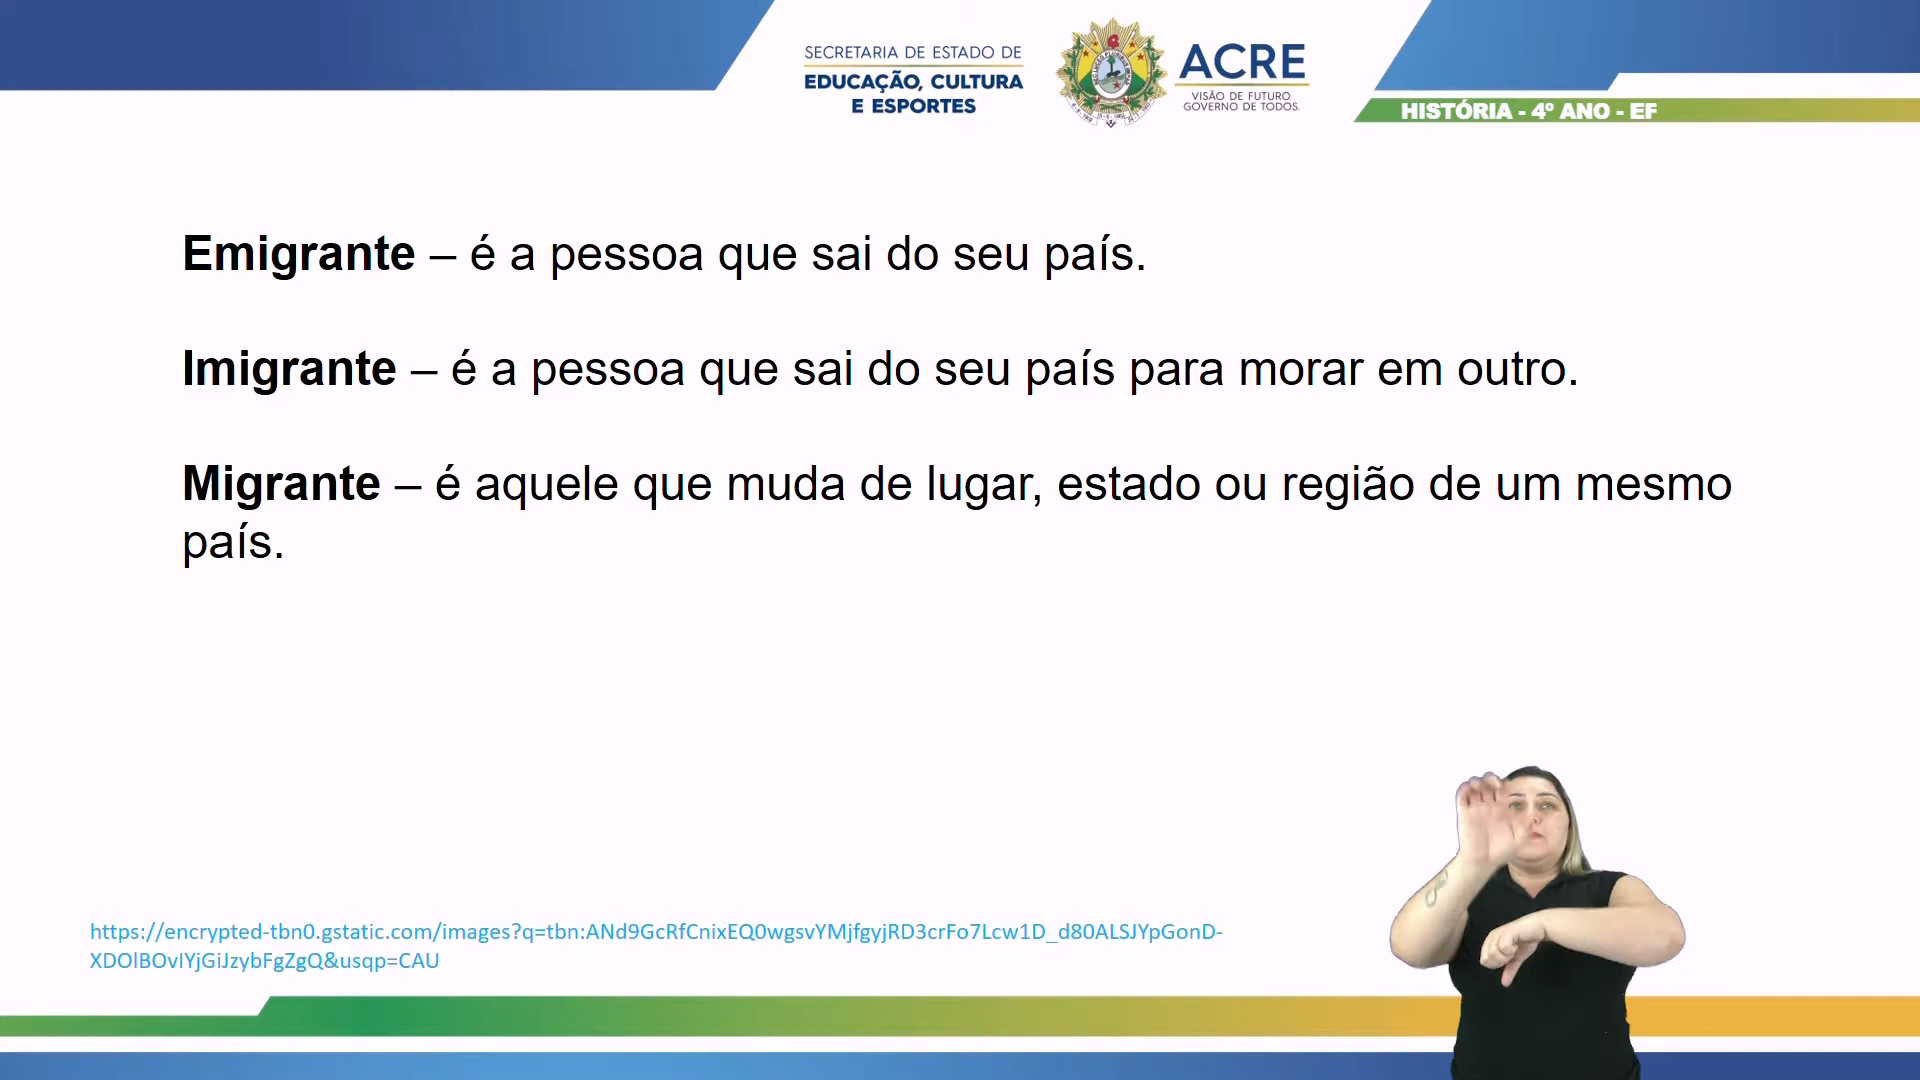 SECRETARIA DE ESTADO DE
EDUCAÇÃO, CULTURA
E ESPORTES
ACRE
VISÃO DE FUTURO.
GOVERNO DE TODOS.
HISTÓRIA - 4º ANO - EF
Emigrante – é a pessoa que sai do seu país.
Imigrante – é a pessoa que sai do seu país para morar em outro.
Migrante – é aquele que muda de lugar, estado ou região de um mesmo
país.
https://encrypted-tbn0.gstatic.com/images?q=tbn:ANd9GcRfCnixEQ0wgsvYMjfgyjRD3crFo7Lcw1D_d80ALSJYpGonD-
XDOlBOvIYjGiJzybFgZgQ&usqp=CAU